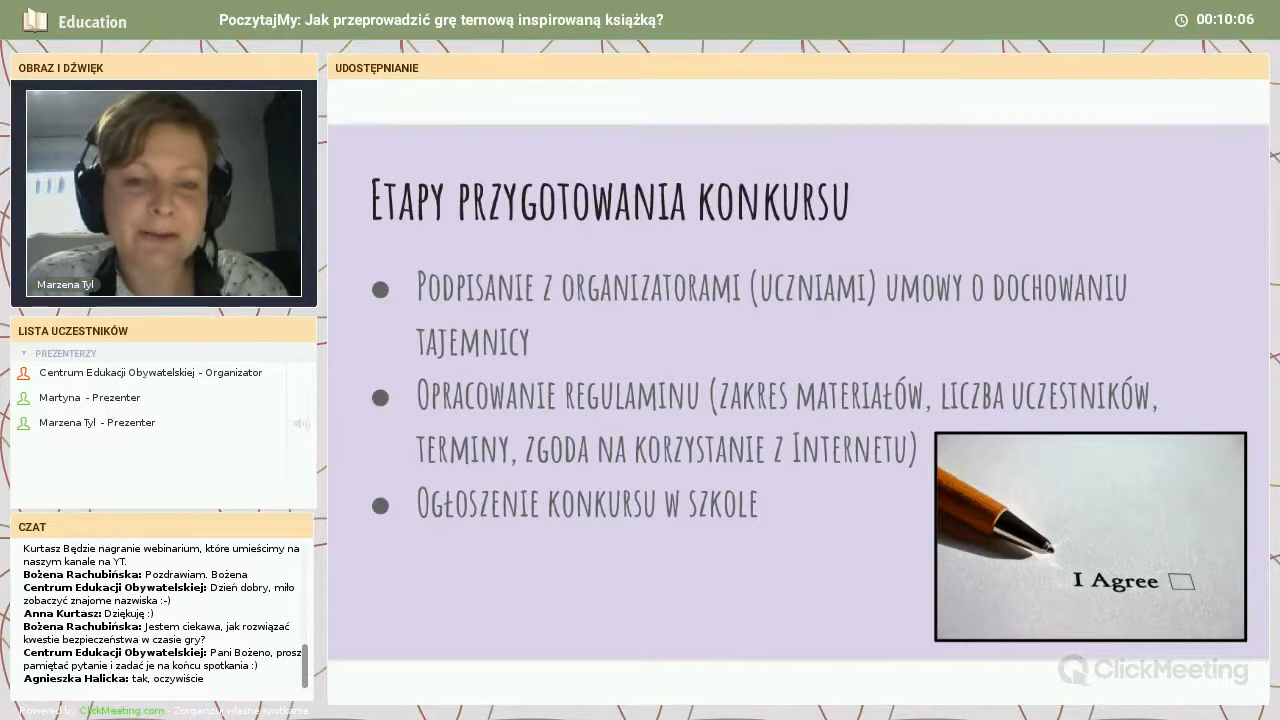 Education
PoczytajMy: Jak przeprowadzić grę ternową inspirowaną książką?
00:10:06
OBRAZ I DŹWIĘK
Marzena Tyl
LISTA UCZESTNIKÓW
PREZENTERZY
Centrum Edukacji Obywatelskiej - Organizator
Martyna - Prezenter
Marzena Tyl - Prezenter
CZAT
Kurtasz Będzie nagranie webinarium, które umieścimy na
naszym kanale na YT.
Bożena Rachubińska: Pozdrawiam. Bożena
Centrum Edukacji Obywatelskiej: Dzień dobry, miło
zobaczyć znajome nazwiska :-)
Anna Kurtasz: Dziękuję :)
Bożena Rachubińska: Jestem ciekawa, jak rozwiązać
kwestie bezpieczeństwa w czasie gry?
Centrum Edukacji Obywatelskiej: Pani Bożeno, prosz
pamiętać pytanie i zadać je na końcu spotkania :)
Agnieszka Halicka: tak, oczywiście
Powered by ClickMeeting.com - Zorganizuj własne spotkanie
UDOSTĘPNIANIE
Etapy przygotowania konkursu
● Podpisanie z organizatorami (uczniami) umowy o dochowaniu
tajemnicy
● Opracowanie regulaminu (zakres materiałów, liczba uczestników,
terminy, zgoda na korzystanie z Internetu)
● Ogłoszenie konkursu w szkole
I Agree
ClickMeeting